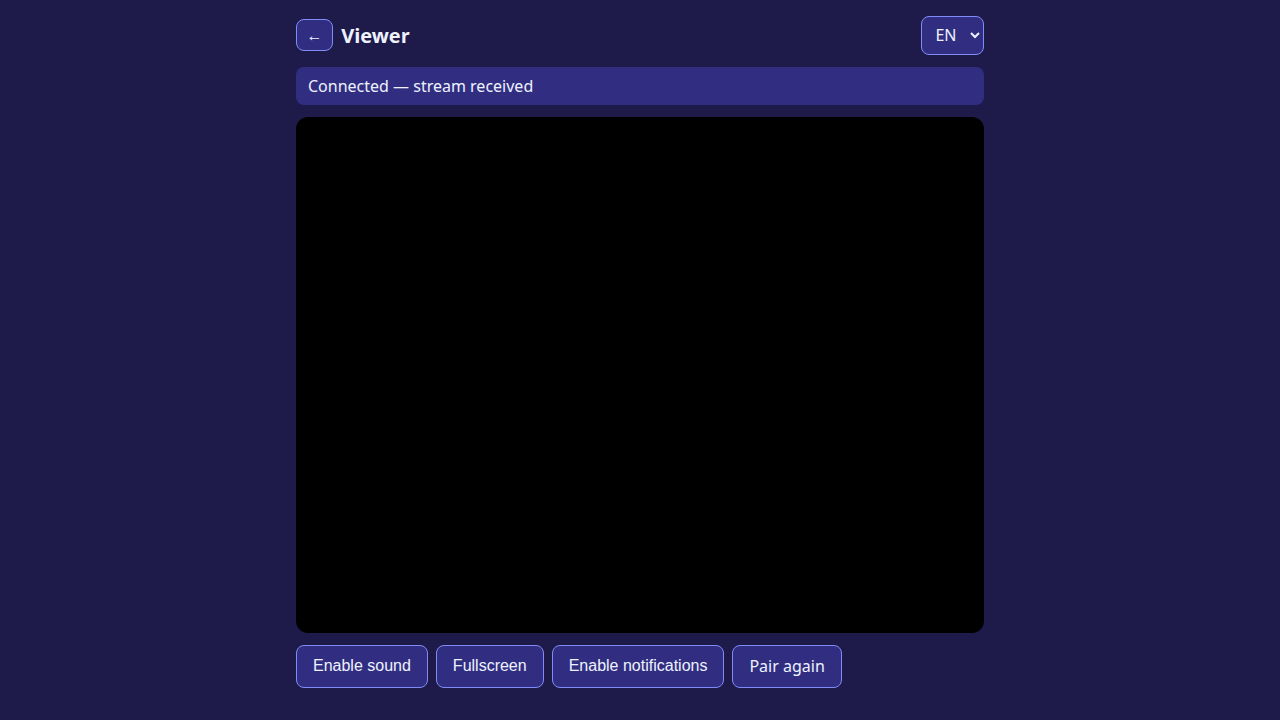 ← Viewer
EN
Connected — stream received
Enable sound
Fullscreen
Enable notifications
Pair again